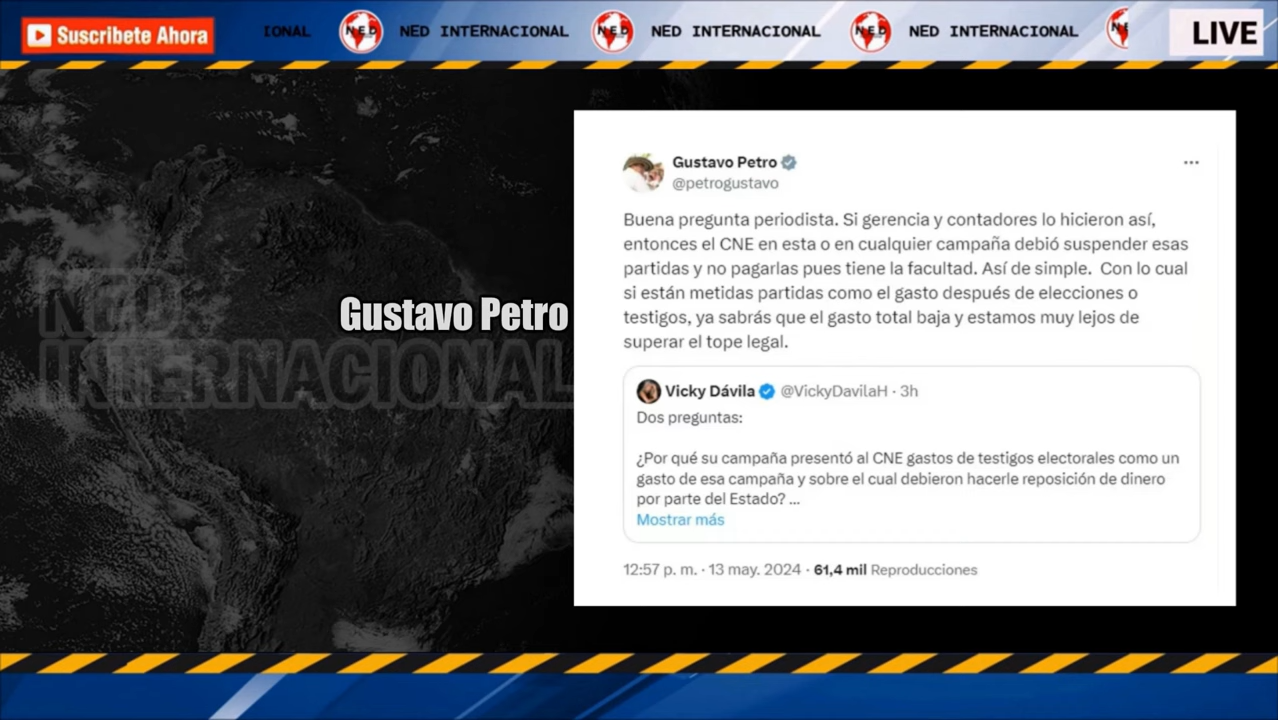 Suscribete Ahora
IONAL
NED
NED INTERNACIONAL
NED
NED INTERNACIONAL
NED
NED INTERNACIONAL
LIVE
Gustavo Petro
@petrogustavo
Buena pregunta periodista. Si gerencia y contadores lo hicieron así,
entonces el CNE en esta o en cualquier campaña debió suspender esas
partidas y no pagarlas pues tiene la facultad. Así de simple.  Con lo cual
si están metidas partidas como el gasto después de elecciones o
testigos, ya sabrás que el gasto total baja y estamos muy lejos de
superar el tope legal.
Vicky Dávila @VickyDavilaH · 3h
Dos preguntas:
¿Por qué su campaña presentó al CNE gastos de testigos electorales como un
gasto de esa campaña y sobre el cual debieron hacerle reposición de dinero
por parte del Estado? ...
Mostrar más
12:57 p. m. · 13 may. 2024 · 61,4 mil Reproducciones
Gustavo Petro
NED
INTERNACIONAL